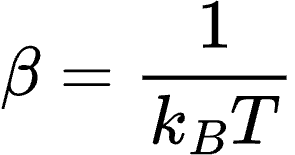 β = 1 / k_B T